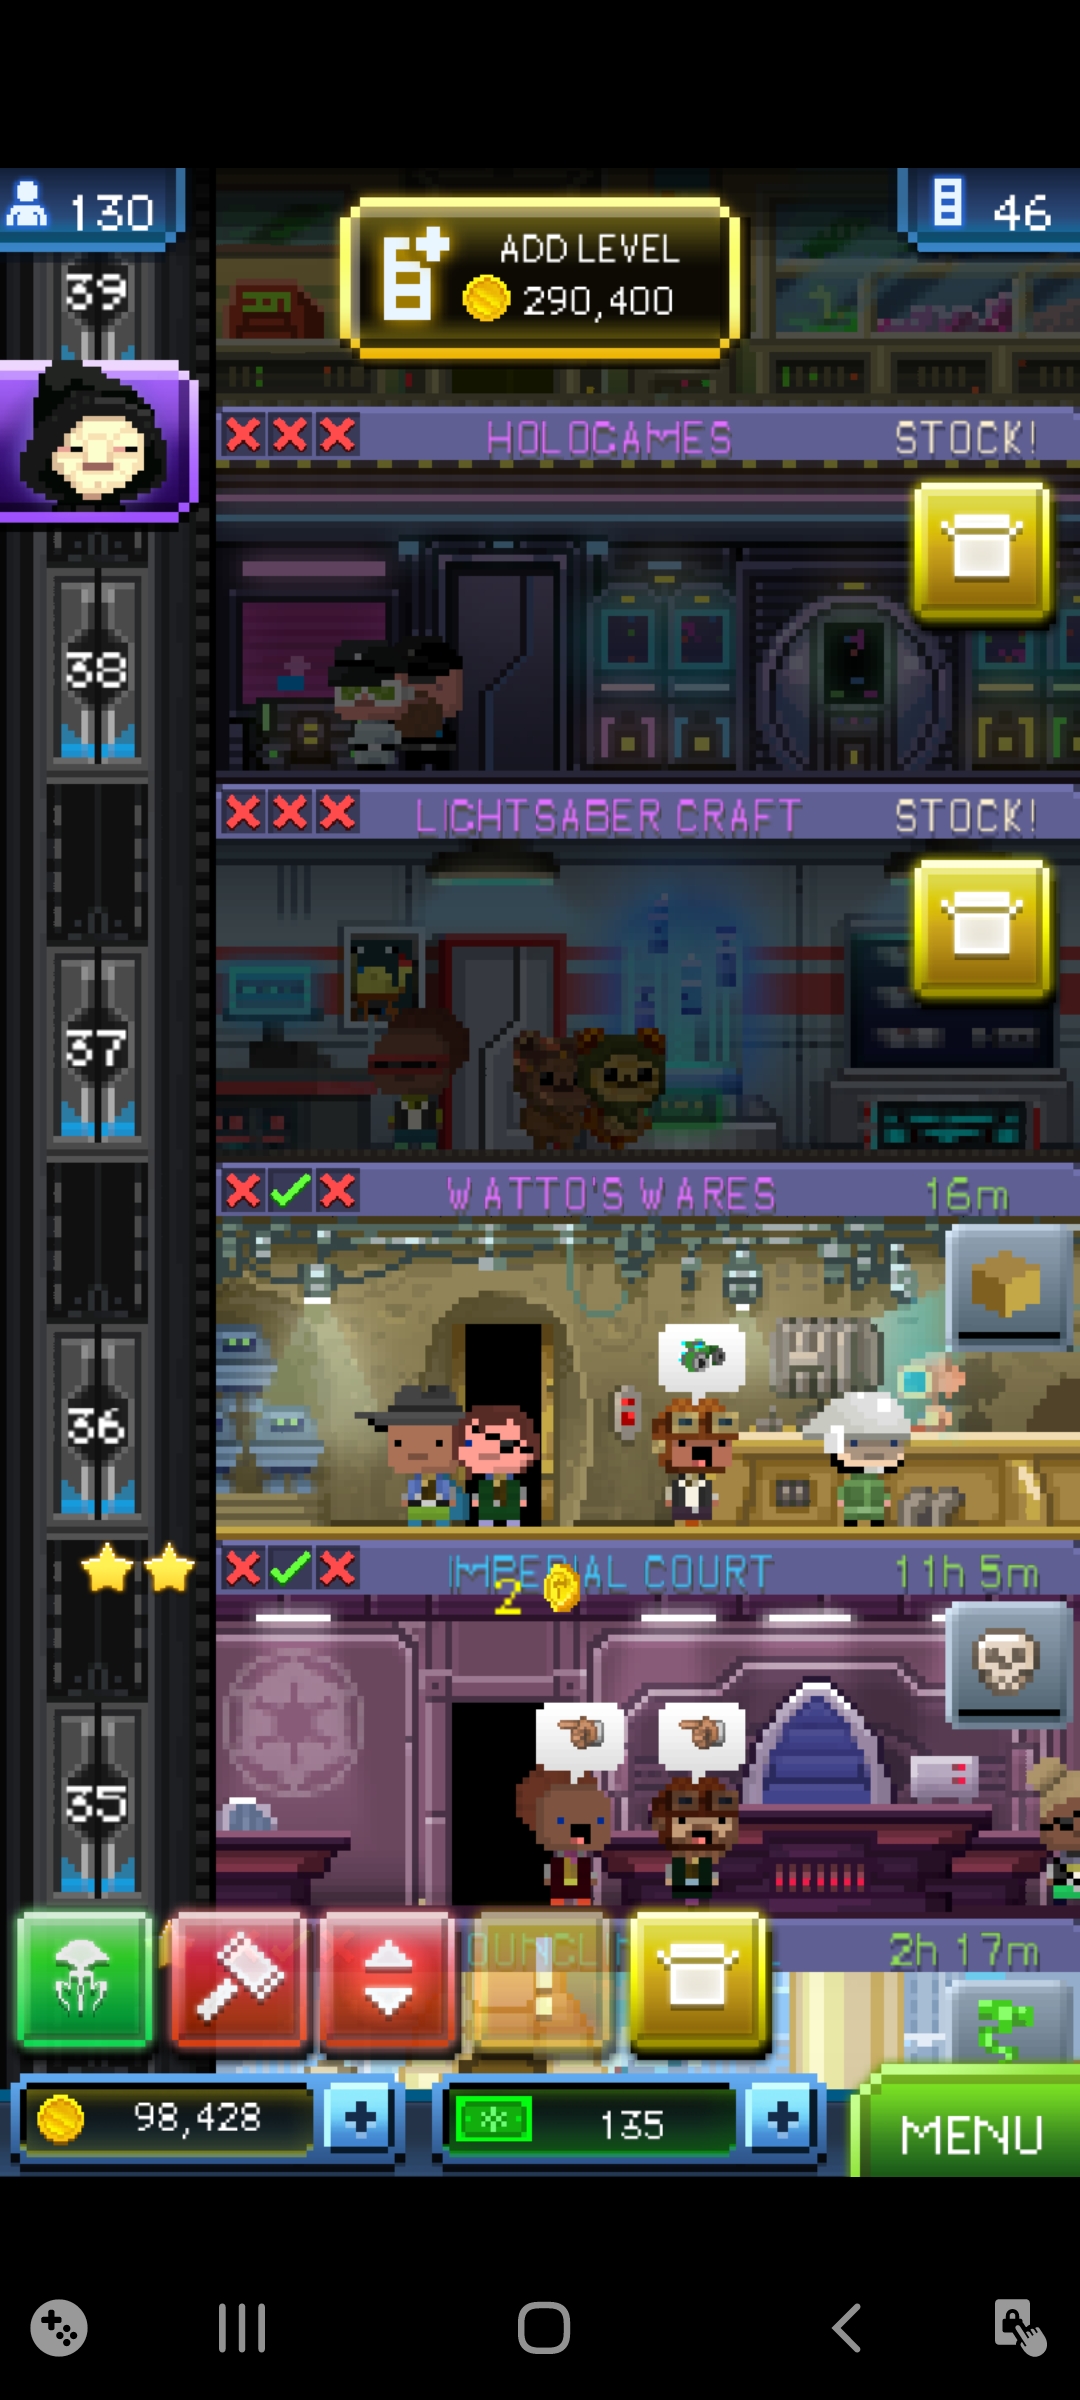 130
ADD LEVEL
290,400
46
39
HOLOGAMES
STOCK!
38
LIGHTSABER CRAFT
STOCK!
37
WATTO'S WARES
16m
36
IMPERIAL COURT
11h 5m
2
35
2h 17m
98,428
135
MENU